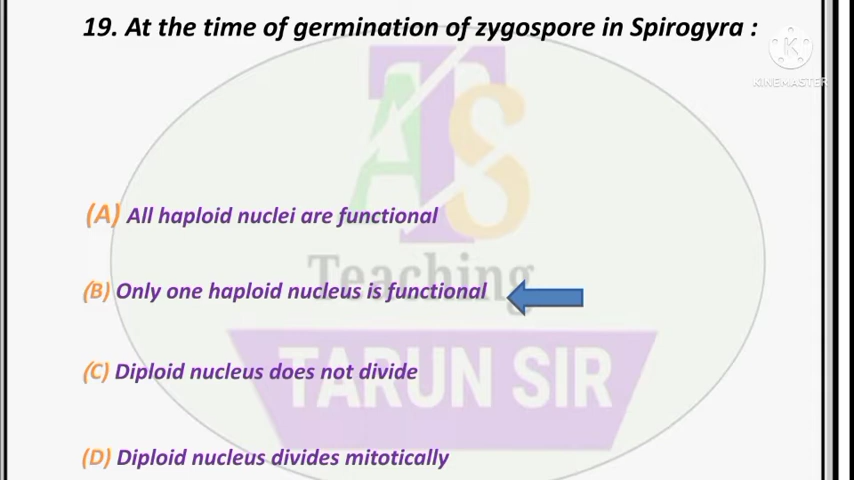 19. At the time of germination of zygospore in Spirogyra :
K
KINEMASTER
(A) All haploid nuclei are functional
ATS
Teaching
(B) Only one haploid nucleus is functional
(C) Diploid nucleus does not divide
TARUN SIR
(D) Diploid nucleus divides mitotically